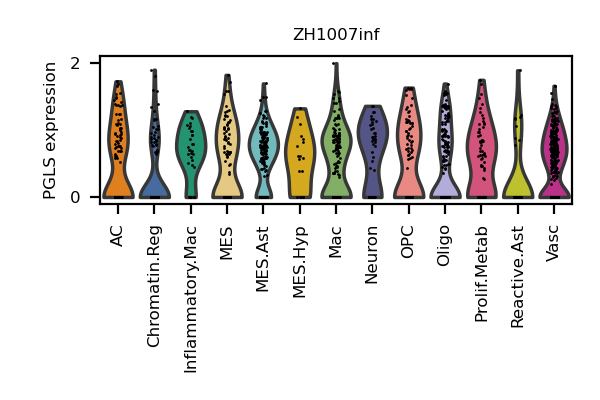 ZH1007inf
PGLS expression
2
0
AC
Chromatin.Reg
Inflammatory.Mac
MES
MES.Ast
MES.Hyp
Mac
Neuron
OPC
Oligo
Prolif.Metab
Reactive.Ast
Vasc